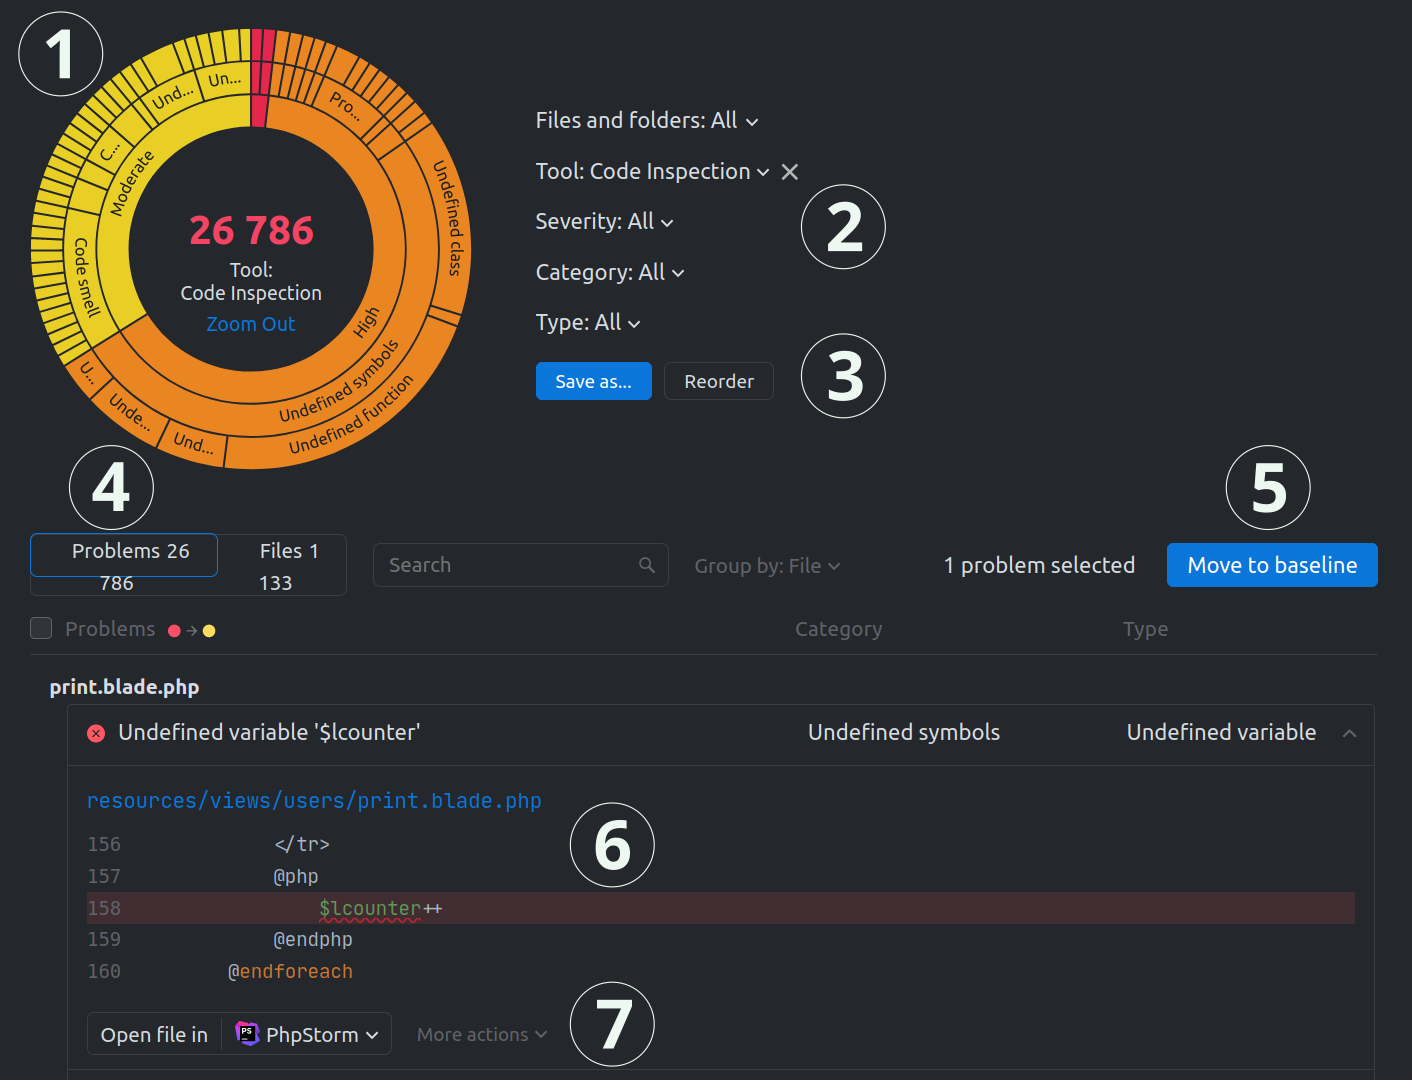 1
Un...
Und...
Pro...
C...
Moderate
Undefined class
26 786
Tool:
Code Inspection
Zoom Out
Code smell
High
Undefined symbols
Undefined function
U...
Unde...
Und...
Files and folders: All
Tool: Code Inspection
Severity: All
2
Category: All
Type: All
Save as...
Reorder
3
4
5
Problems 26
786
Files 1
133
Search
Group by: File
1 problem selected
Move to baseline
Problems
Category
Type
print.blade.php
Undefined variable '$lcounter'
Undefined symbols
Undefined variable
resources/views/users/print.blade.php
6
156 </tr>
157 @php
158 $lcounter++
159 @endphp
160 @endforeach
7
Open file in
PS
PhpStorm
More actions